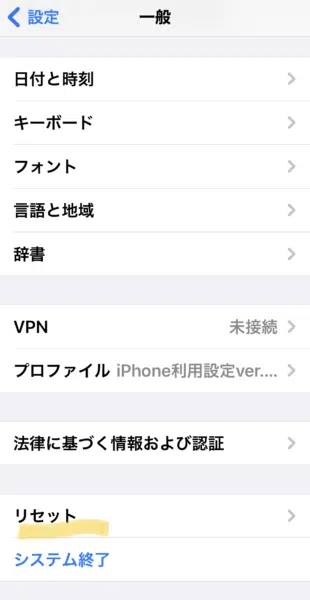 設定 一般
日付と時刻
キーボード
フォント
言語と地域
辞書
VPN 未接続
プロファイル iPhone利用設定ver....
法律に基づく情報および認証
リセット
システム終了